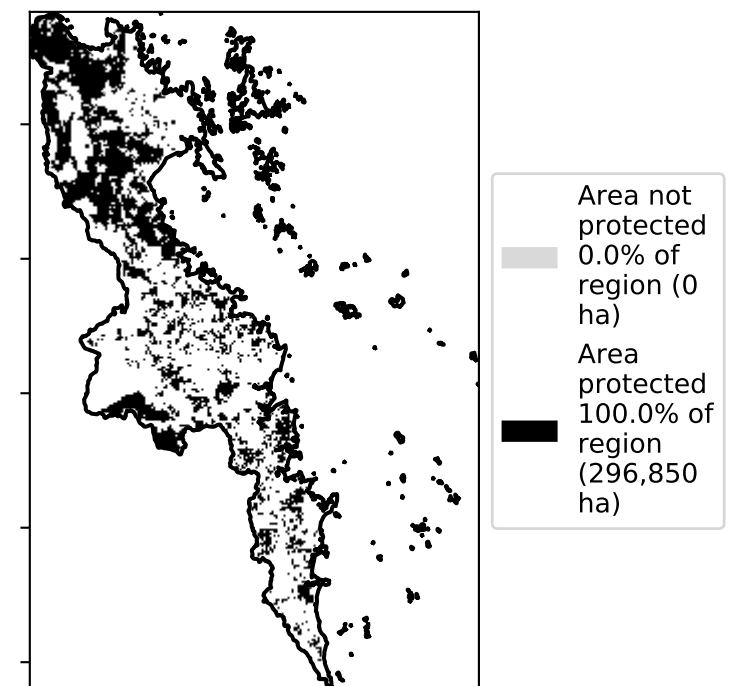 Area not
protected
0.0% of
region (0
ha)
Area
protected
100.0% of
region
(296,850
ha)